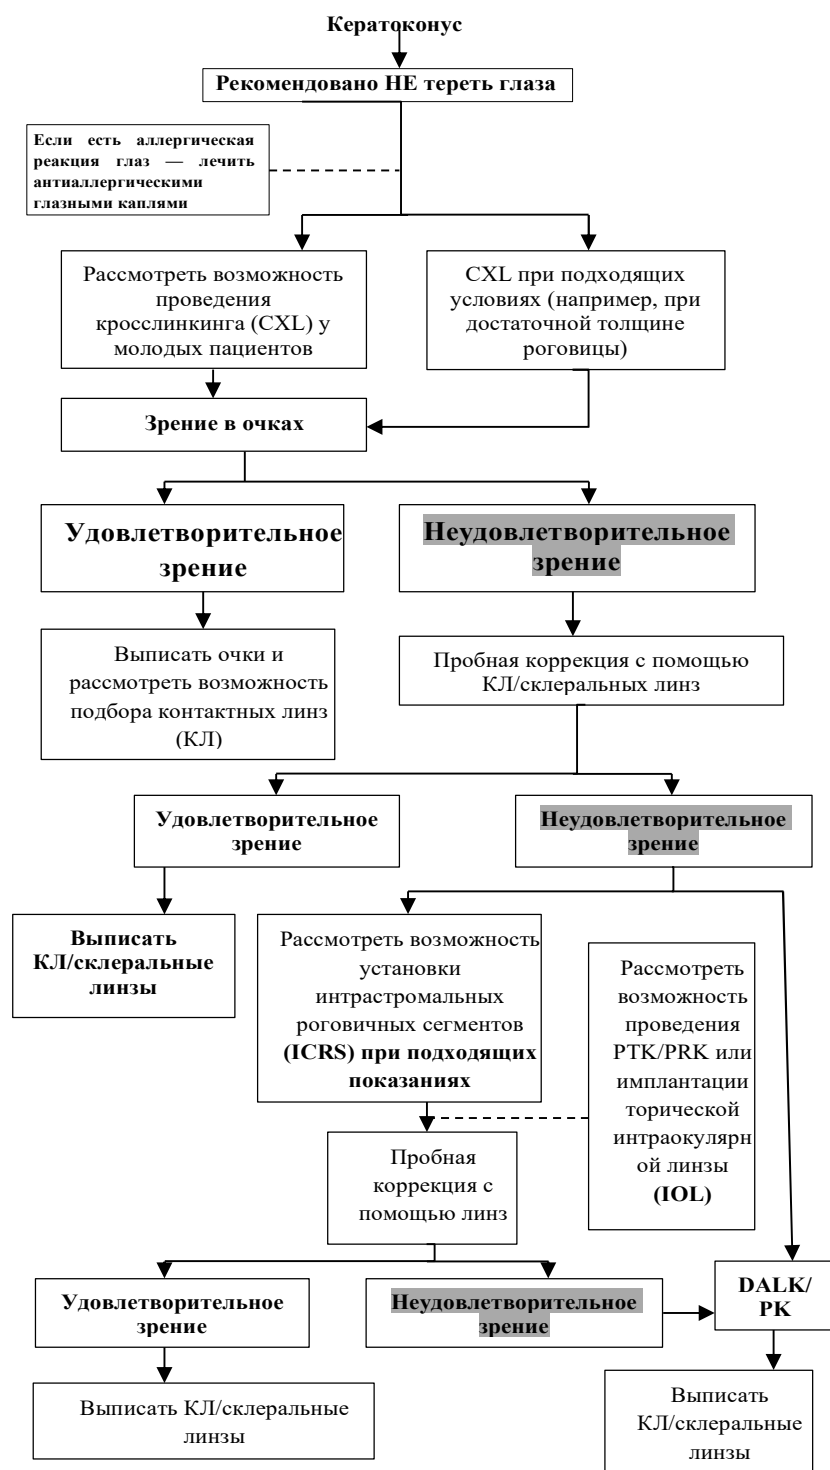 Кератоконус
Рекомендовано НЕ тереть глаза
Если есть аллергическая
реакция глаз — лечить
антиаллергическими
глазными каплями
Рассмотреть возможность
проведения
кросслинкинга (CXL) у
молодых пациентов
CXL при подходящих
условиях (например, при
достаточной толщине
роговицы)
Зрение в очках
Удовлетворительное
зрение
Неудовлетворительное
зрение
Выписать очки и
рассмотреть возможность
подбора контактных линз
(КЛ)
Пробная коррекция с помощью
КЛ/склеральных линз
Удовлетворительное
зрение
Неудовлетворительное
зрение
Выписать
КЛ/склеральные
линзы
Рассмотреть возможность
установки
интрастромальных
роговичных сегментов
(ICRS) при подходящих
показаниях
Рассмотреть
возможность
проведения
PTK/PRK или
имплантации
торической
интраокулярн
ой линзы
(IOL)
Пробная
коррекция с
помощью линз
Удовлетворительное
зрение
Неудовлетворительное
зрение
DALK/
PK
Выписать КЛ/склеральные
линзы
Выписать
КЛ/склеральные
линзы